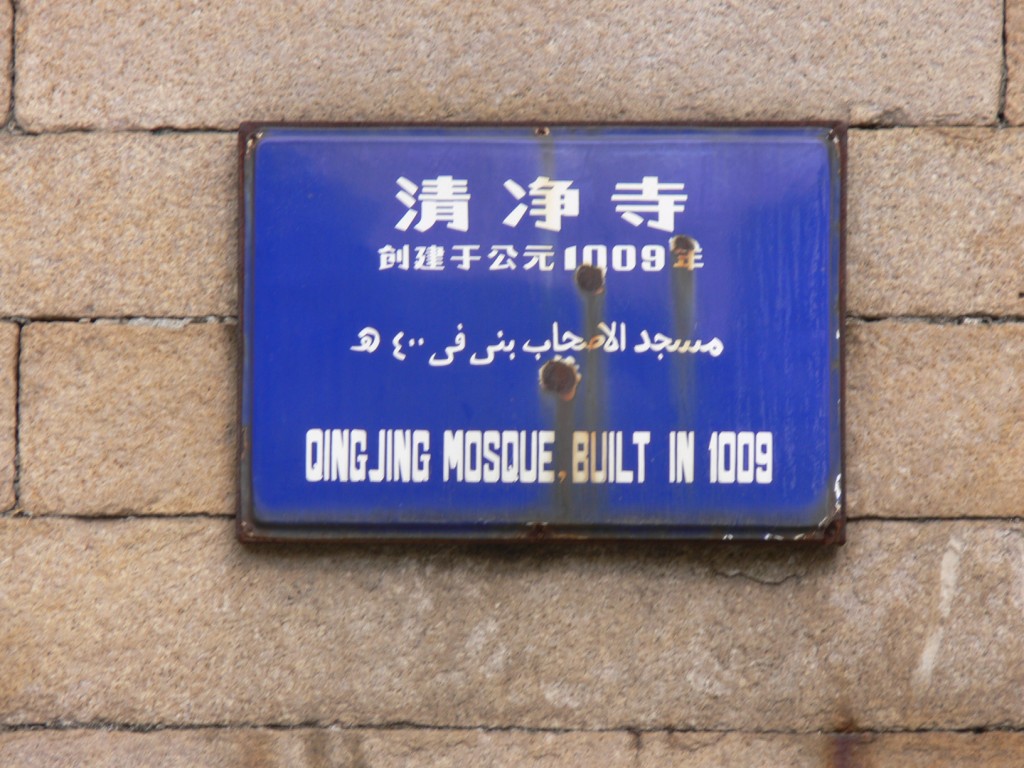 清净寺
创建于公元1009年
مسجد الاصحاب بنى فى ٤٠٠ هـ
QINGJING MOSQUE, BUILT IN 1009